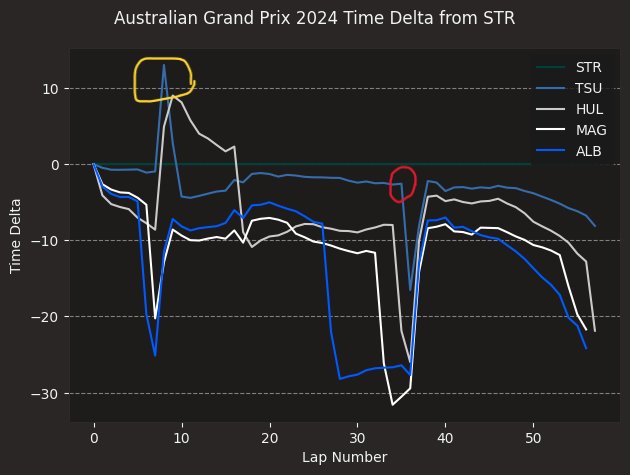 Australian Grand Prix 2024 Time Delta from STR
STR
TSU
HUL
MAG
ALB
10
0
−10
−20
−30
Time Delta
0 10 20 30 40 50
Lap Number